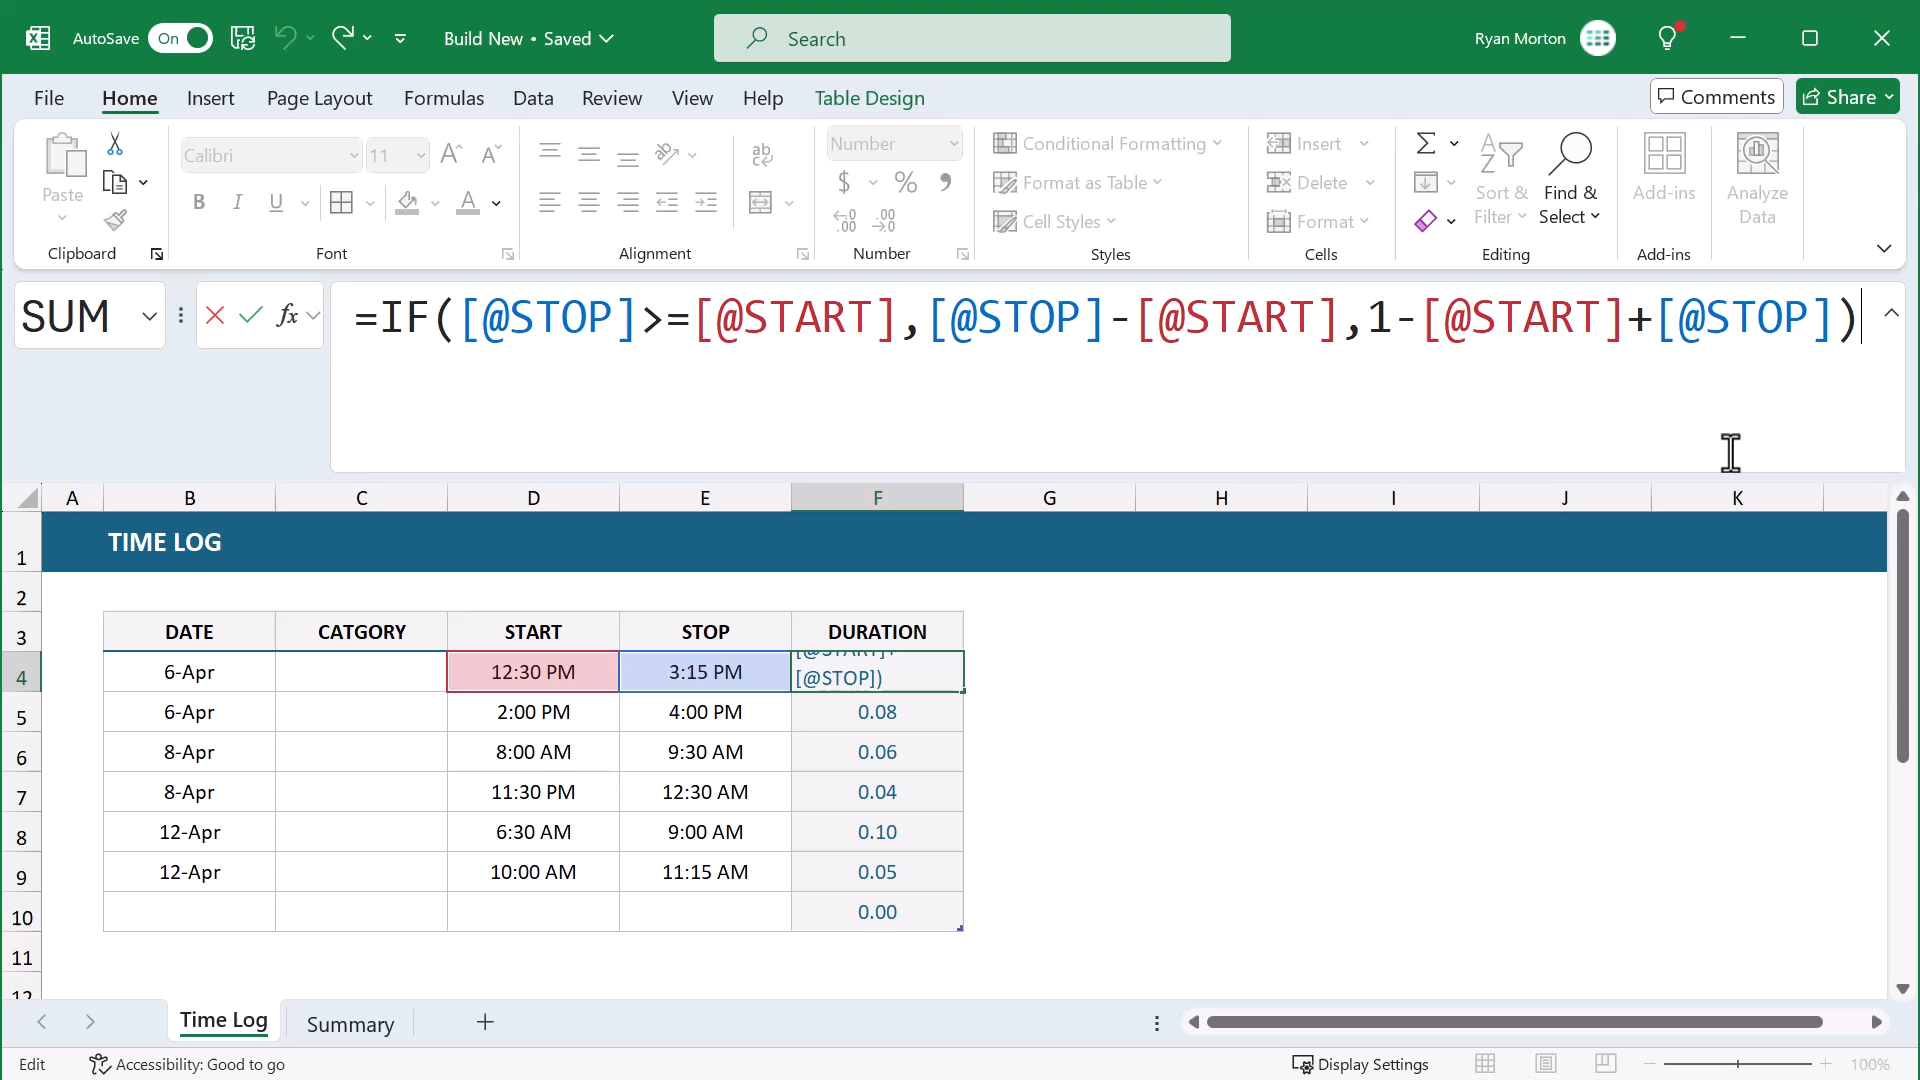 AutoSave On Build New • Saved Search Ryan Morton
File Home Insert Page Layout Formulas Data Review View Help Table Design Comments Share
Paste Calibri 11 Number Conditional Formatting Insert
Format as Table Delete
Cell Styles Format
Sort & Filter Find & Select Add-ins Analyze Data
Clipboard Font Alignment Number Styles Cells Editing Add-ins
SUM fx =IF([@STOP]>=[@START],[@STOP]-[@START],1-[@START]+[@STOP])
A B C D E F G H I J K
1 TIME LOG
2
3 DATE CATGORY START STOP DURATION
4 6-Apr 12:30 PM 3:15 PM [@START]+
[@STOP])
5 6-Apr 2:00 PM 4:00 PM 0.08
6 8-Apr 8:00 AM 9:30 AM 0.06
7 8-Apr 11:30 PM 12:30 AM 0.04
8 12-Apr 6:30 AM 9:00 AM 0.10
9 12-Apr 10:00 AM 11:15 AM 0.05
10 0.00
11
12
Time Log Summary
Edit Accessibility: Good to go Display Settings 100%